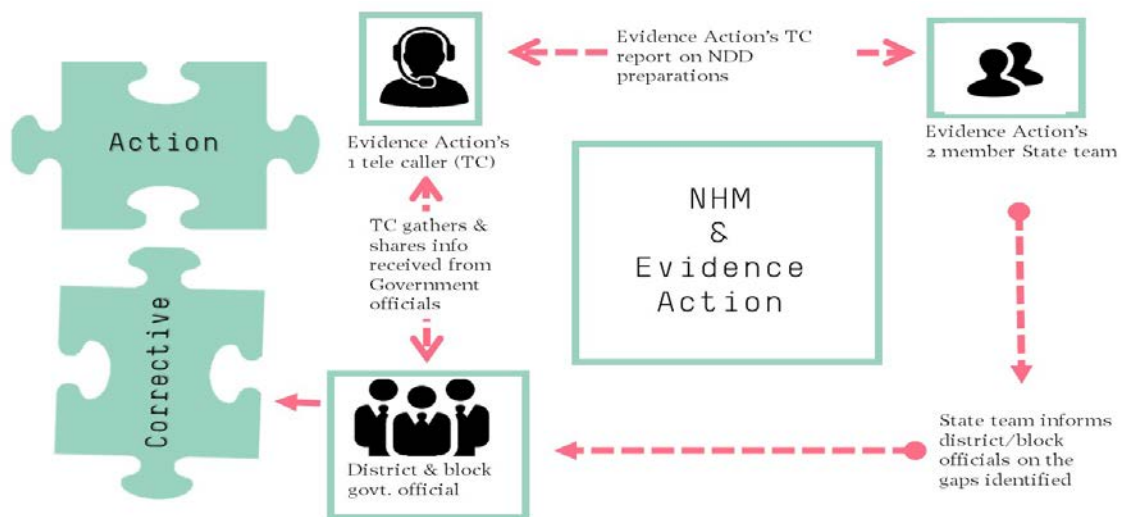 Action
Corrective
Evidence Action's
1 tele caller (TC)
Evidence Action's TC
report on NDD
preparations
Evidence Action's
2 member State team
TC gathers &
shares info
received from
Government
officials
NHM
&
Evidence
Action
District & block
govt. official
State team informs
district/block
officials on the
gaps identified